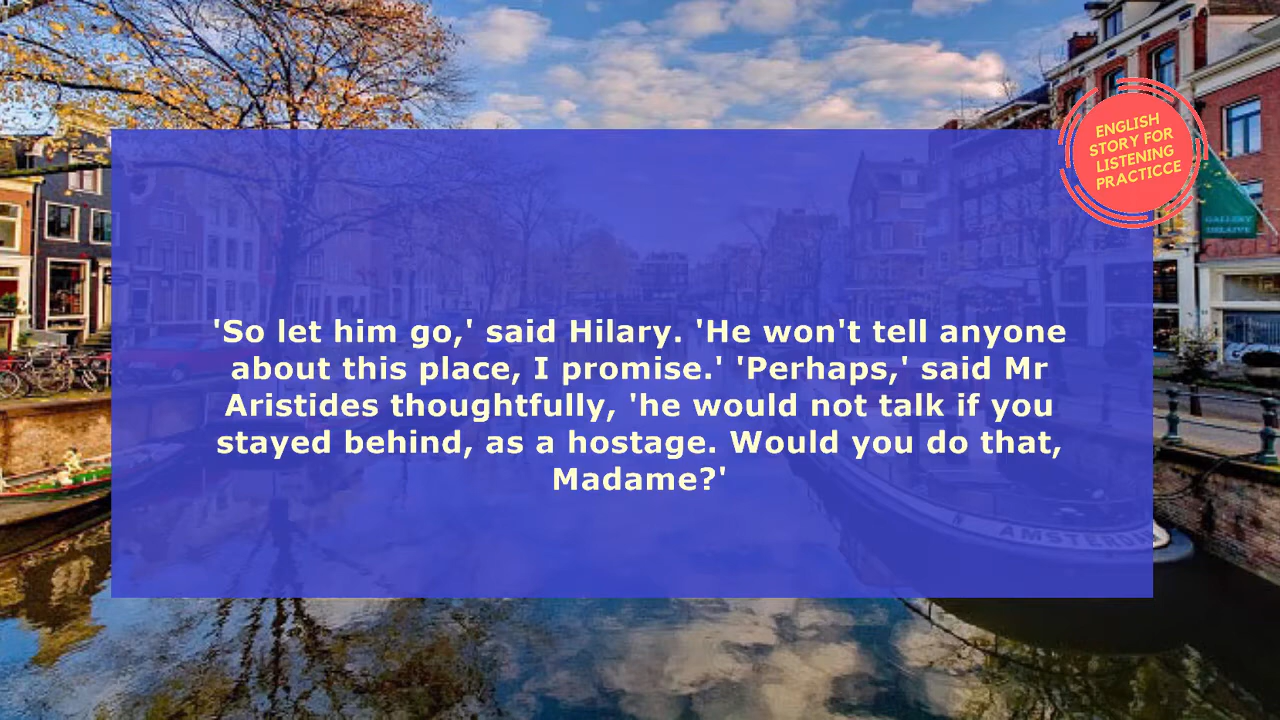 ENGLISH
STORY FOR
LISTENING
PRACTICCE
GALLERY
'So let him go,' said Hilary. 'He won't tell anyone
about this place, I promise.' 'Perhaps,' said Mr
Aristides thoughtfully, 'he would not talk if you
stayed behind, as a hostage. Would you do that,
Madame?'
AMSTERDAM